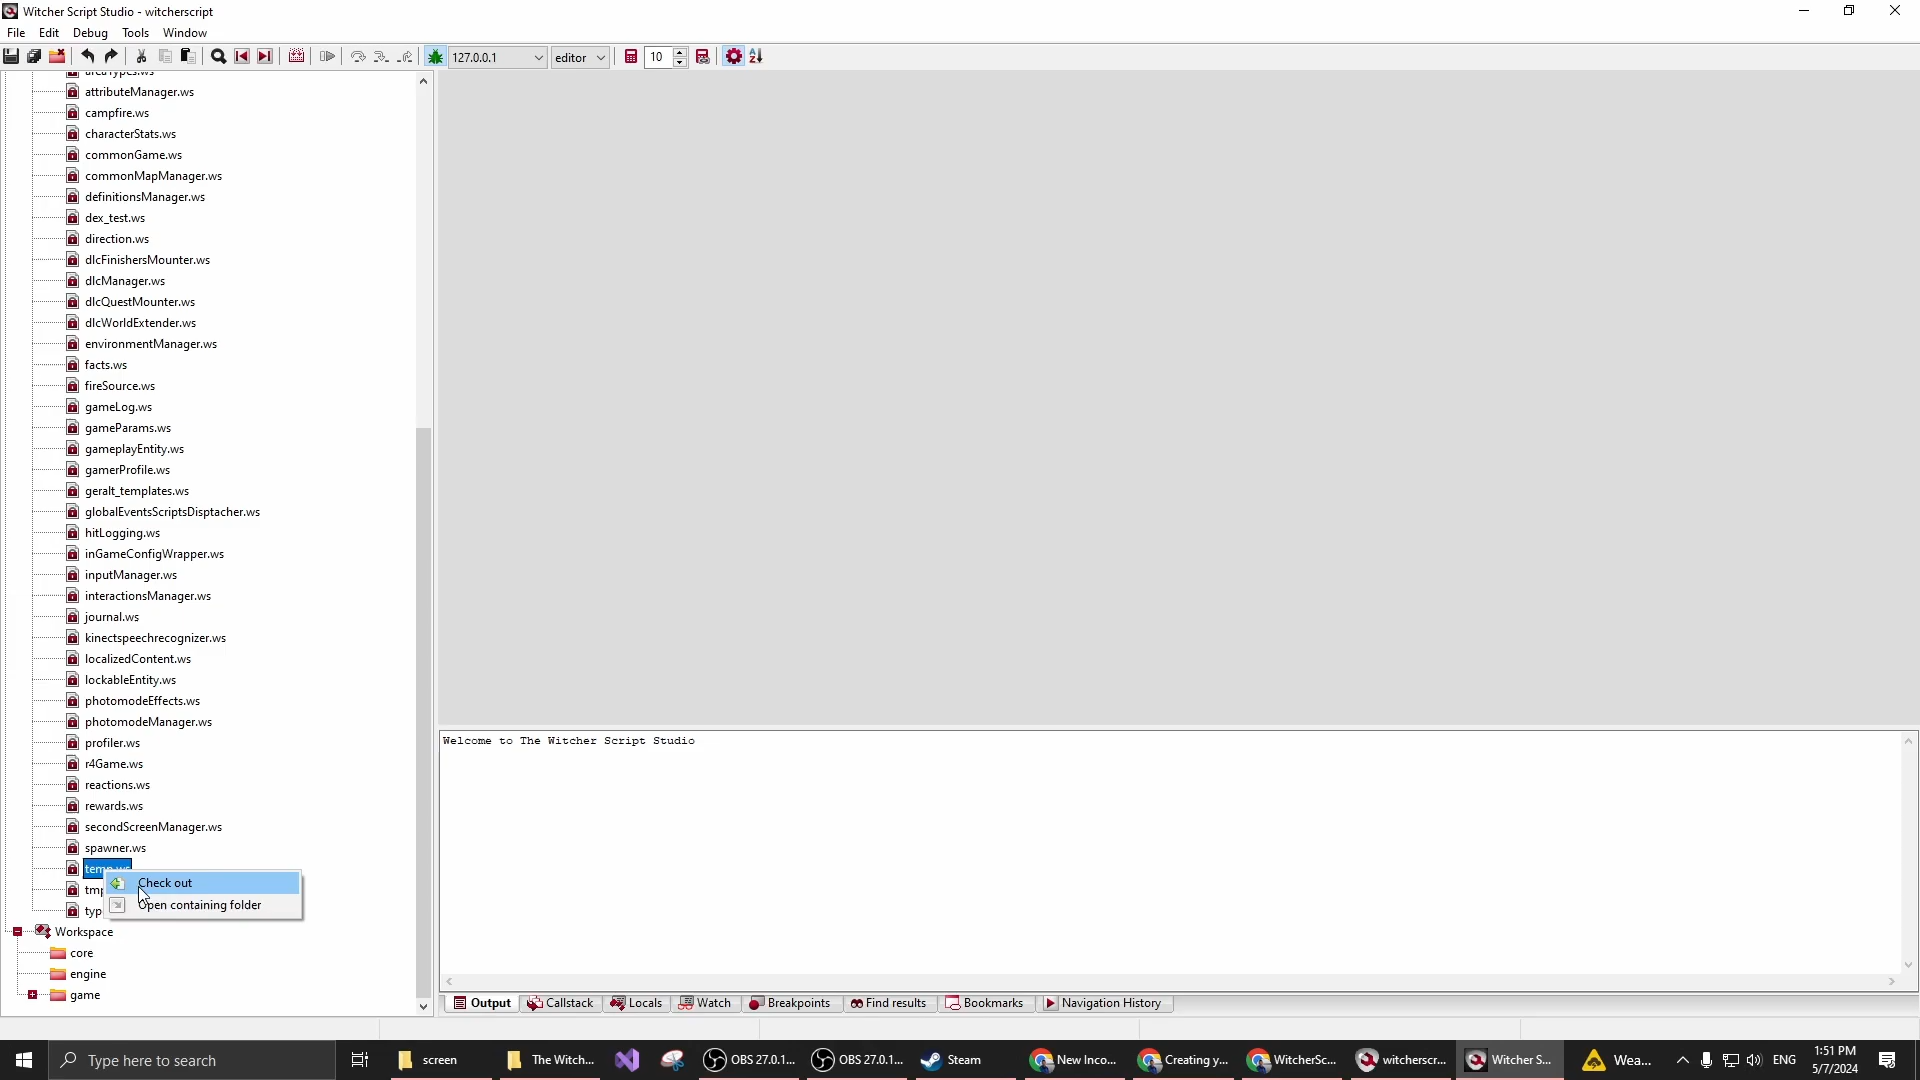 Witcher Script Studio - witcherscript
File Edit Debug Tools Window
127.0.0.1 editor 10
areaTypes.ws
attributeManager.ws
campfire.ws
characterStats.ws
commonGame.ws
commonMapManager.ws
definitionsManager.ws
dex_test.ws
direction.ws
dlcFinishersMounter.ws
dlcManager.ws
dlcQuestMounter.ws
dlcWorldExtender.ws
environmentManager.ws
facts.ws
fireSource.ws
gameLog.ws
gameParams.ws
gameplayEntity.ws
gamerProfile.ws
geralt_templates.ws
globalEventsScriptsDisptacher.ws
hitLogging.ws
inGameConfigWrapper.ws
inputManager.ws
interactionsManager.ws
journal.ws
kinectspeechrecognizer.ws
localizedContent.ws
lockableEntity.ws
photomodeEffects.ws
photomodeManager.ws
profiler.ws
r4Game.ws
reactions.ws
rewards.ws
secondScreenManager.ws
spawner.ws
temp.ws
Check out
tmp
Open containing folder
typ
Workspace
core
engine
game
Welcome to The Witcher Script Studio
Output Callstack Locals Watch Breakpoints Find results Bookmarks Navigation History
Type here to search screen The Witch... OBS 27.0.1... OBS 27.0.1... Steam New Inco... Creating y... WitcherSc... witcherscr... Witcher S... Wea... ENG 1:51 PM
5/7/2024